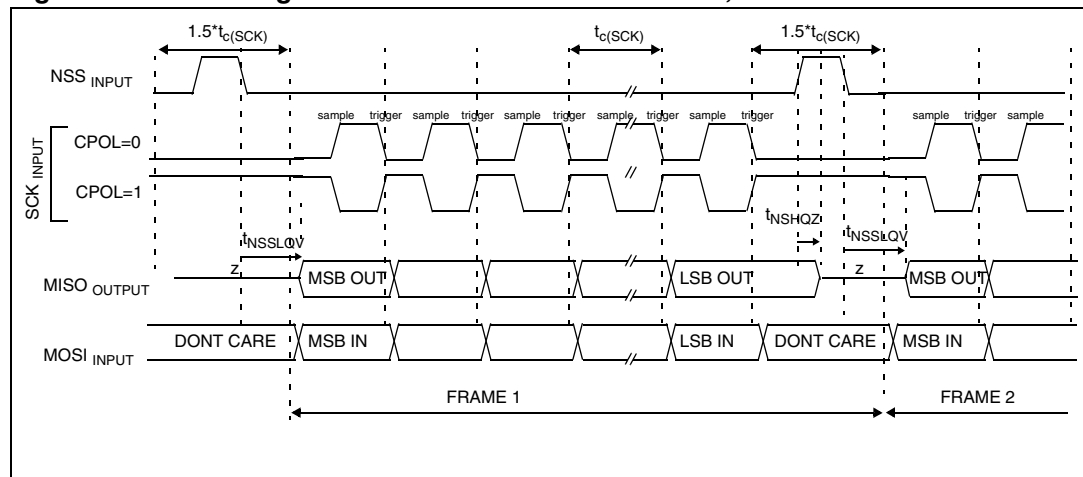 1.5*tc(SCK) tc(SCK) 1.5*tc(SCK)
NSS INPUT
sample trigger sample trigger sample trigger sample trigger sample trigger sample trigger sample
SCK INPUT
CPOL=0
CPOL=1
tNSHQZ
tNSSLQV tNSSLQV
MISO OUTPUT z MSB OUT LSB OUT z MSB OUT
MOSI INPUT DONT CARE MSB IN LSB IN DONT CARE MSB IN
FRAME 1 FRAME 2